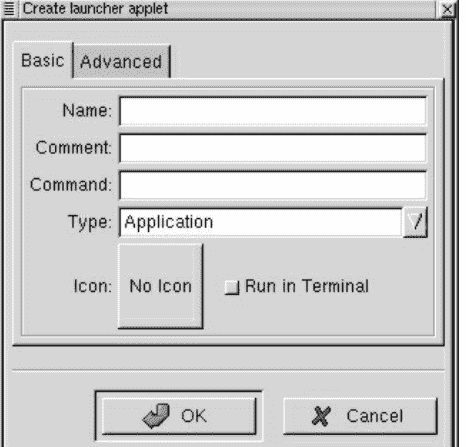 Create launcher applet
Basic Advanced
Name:
Comment:
Command:
Type: Application
Icon: No Icon Run in Terminal
OK Cancel